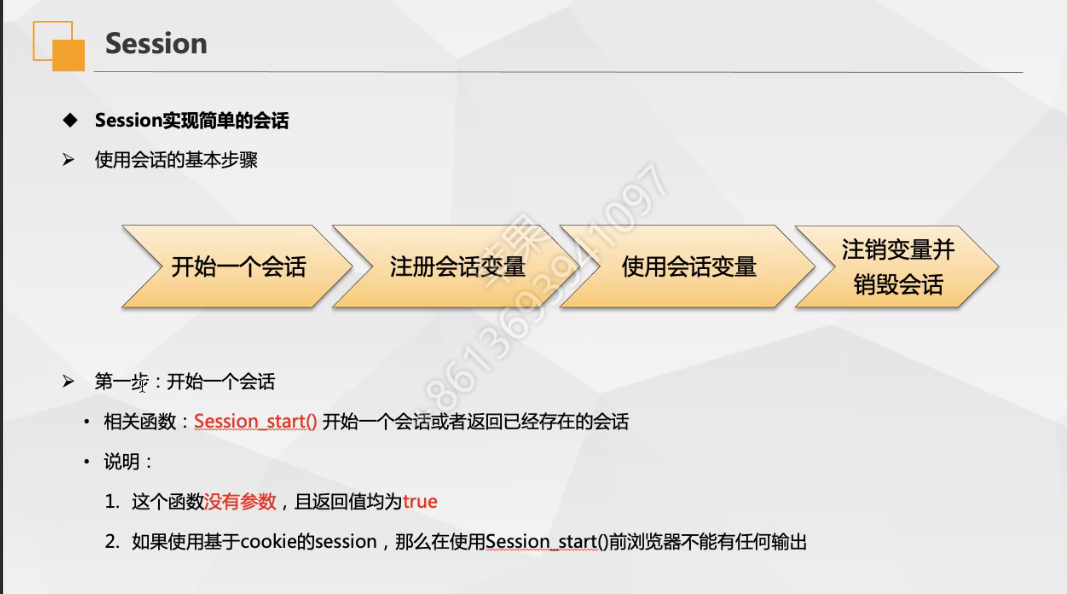 Session
◆ Session实现简单的会话
➢ 使用会话的基本步骤
开始一个会话
注册会话变量
使用会话变量
注销变量并
销毁会话
苹果
8613693941097
➢ 第一步：开始一个会话
• 相关函数：Session_start() 开始一个会话或者返回已经存在的会话
• 说明：
1. 这个函数没有参数，且返回值均为true
2. 如果使用基于cookie的session，那么在使用Session_start()前浏览器不能有任何输出